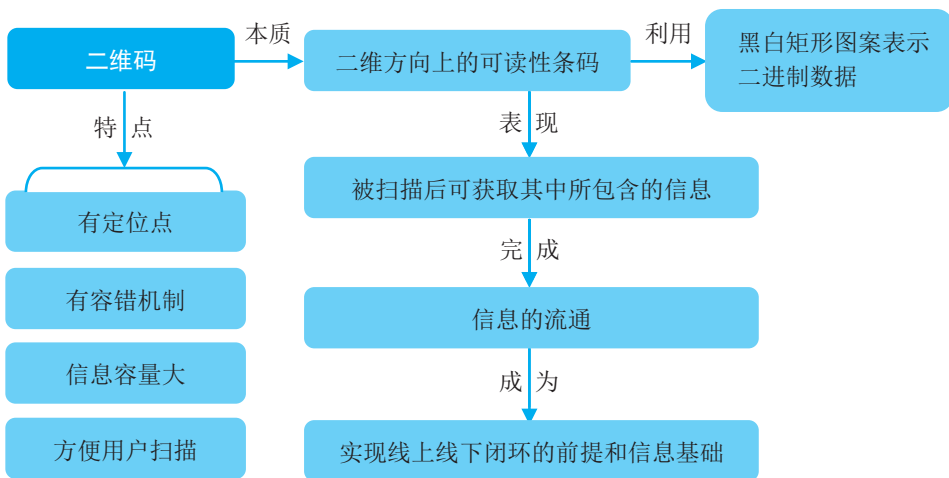 二维码
本质
二维方向上的可读性条码
利用
黑白矩形图案表示
二进制数据
特点
表现
有定位点
有容错机制
信息容量大
方便用户扫描
被扫描后可获取其中所包含的信息
完成
信息的流通
成为
实现线上线下闭环的前提和信息基础